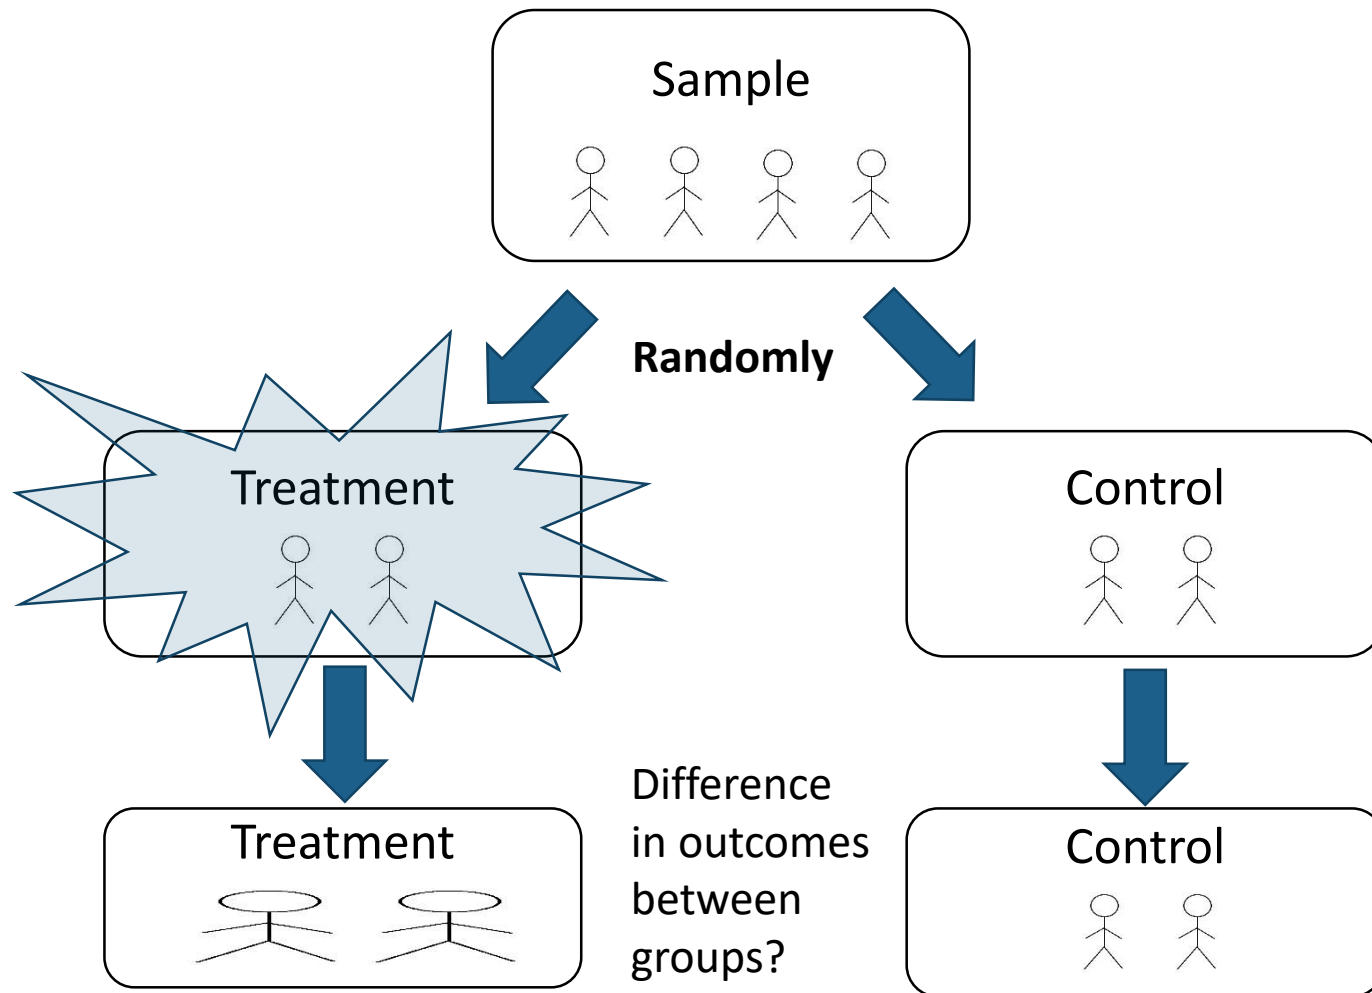 Sample
Randomly
Treatment
Control
Treatment
Control
Difference
in outcomes
between
groups?